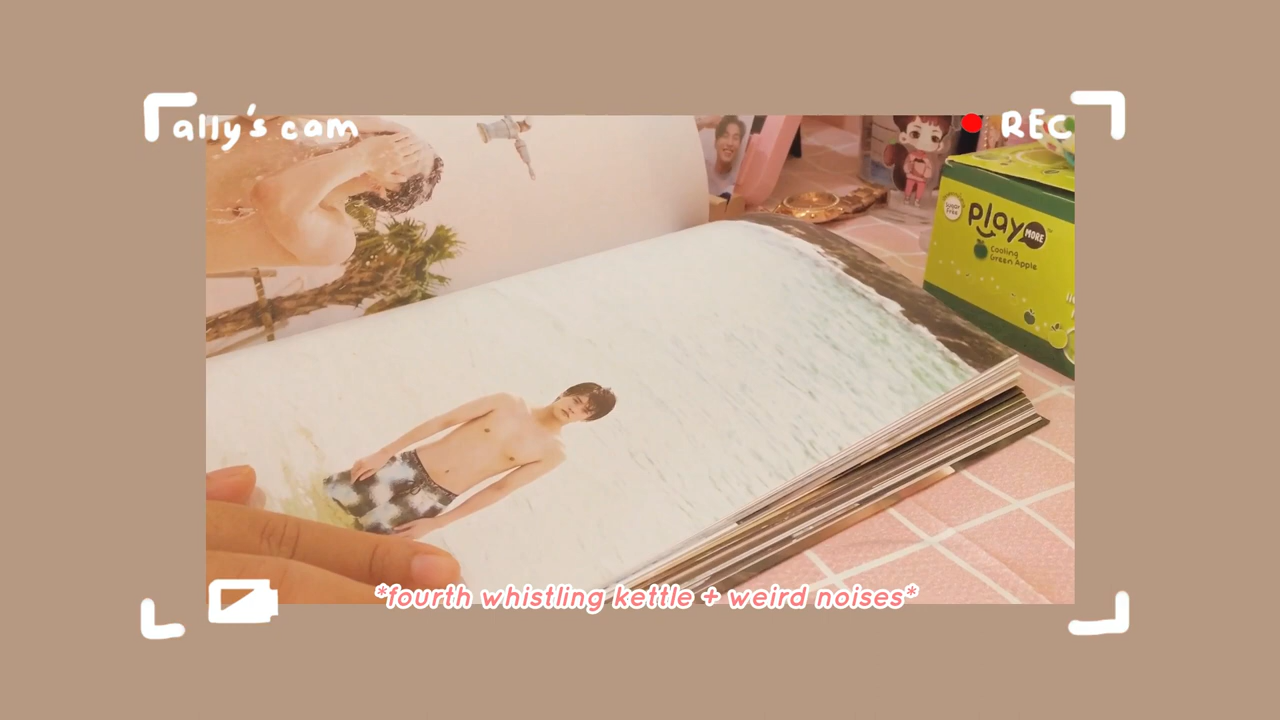 ally's cam
REC
Sugar Free
play MORE
Cooling
Green Apple
*fourth whistling kettle + weird noises*